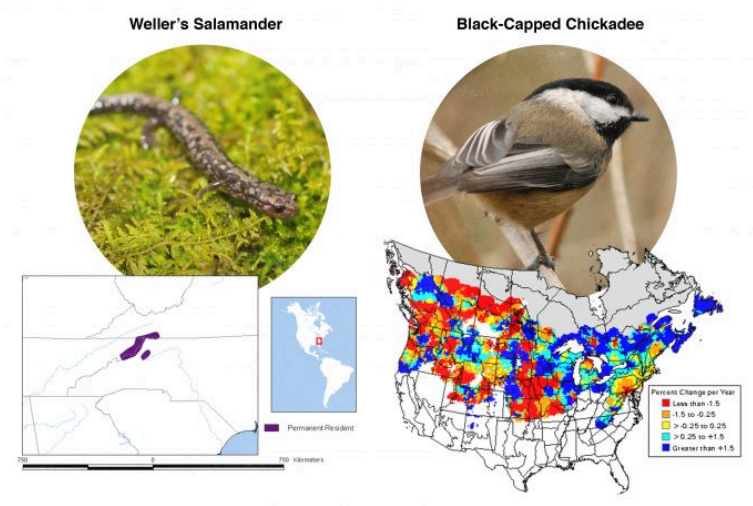 Weller's Salamander
Black-Capped Chickadee
Permanent Resident
750 0 750 Kilometers
Percent Change per Year
Less than -1.5
-1.5 to -0.25
> -0.25 to 0.25
> 0.25 to +1.5
Greater than +1.5